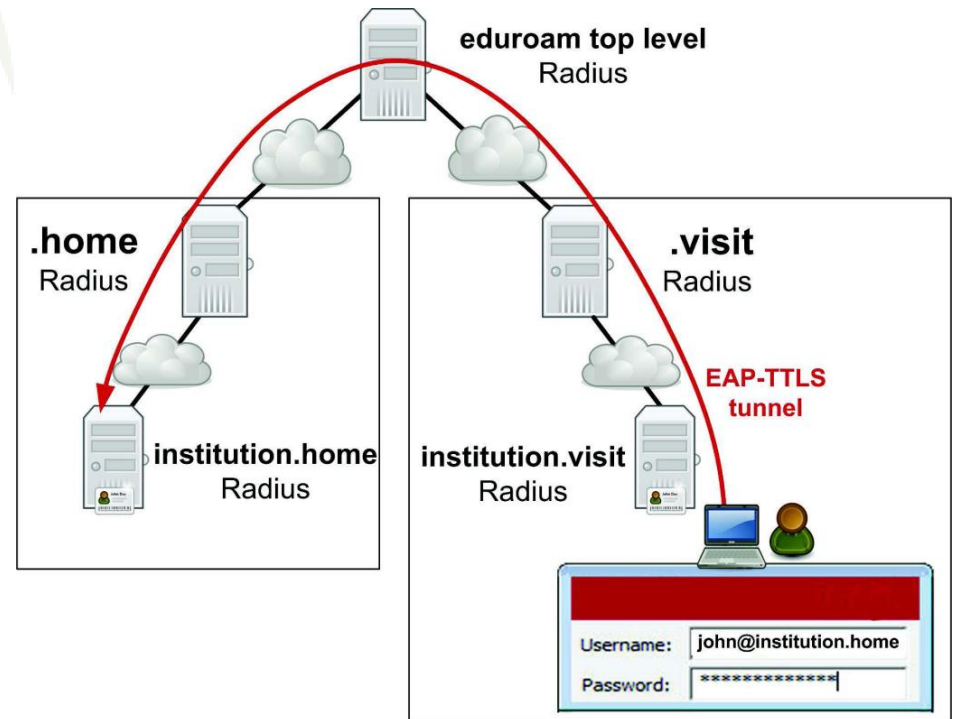 eduroam top level
Radius
.home
Radius
.visit
Radius
EAP-TTLS
tunnel
institution.home
Radius
institution.visit
Radius
Username: john@institution.home
Password: *************